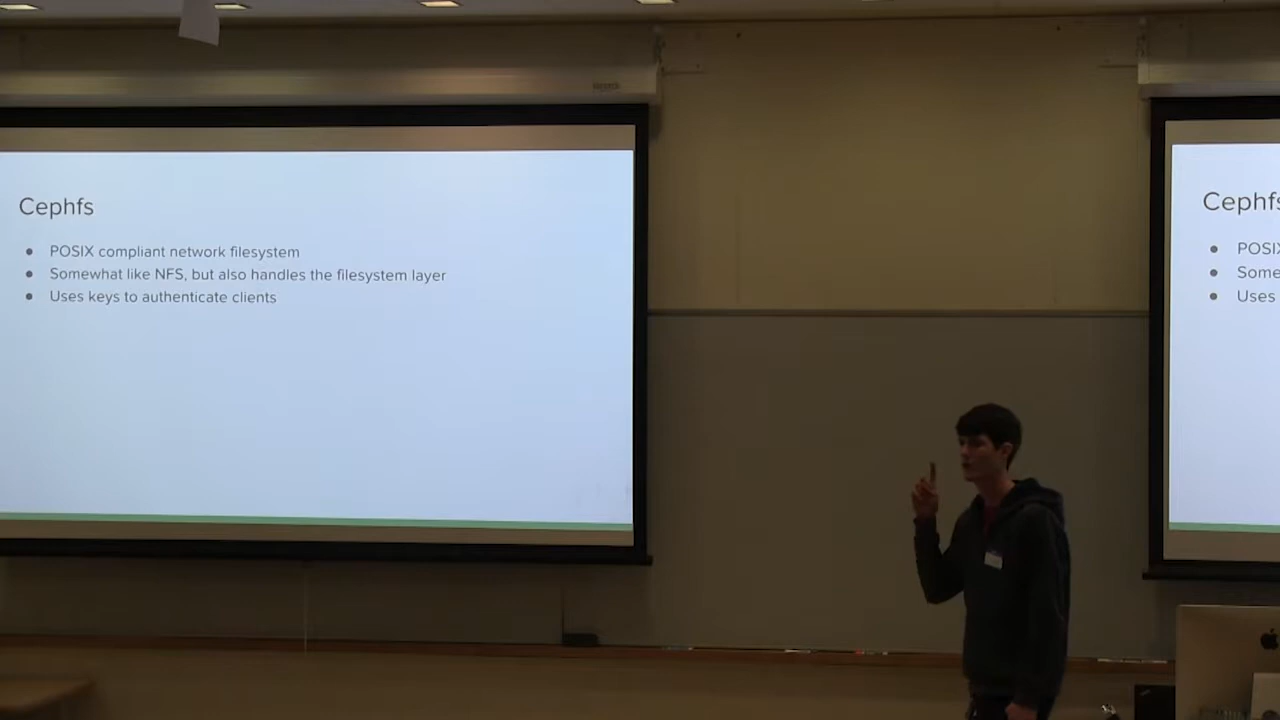 Cephfs
POSIX compliant network filesystem
Somewhat like NFS, but also handles the filesystem layer
Uses keys to authenticate clients
Cephfs
POSI
Some
Uses